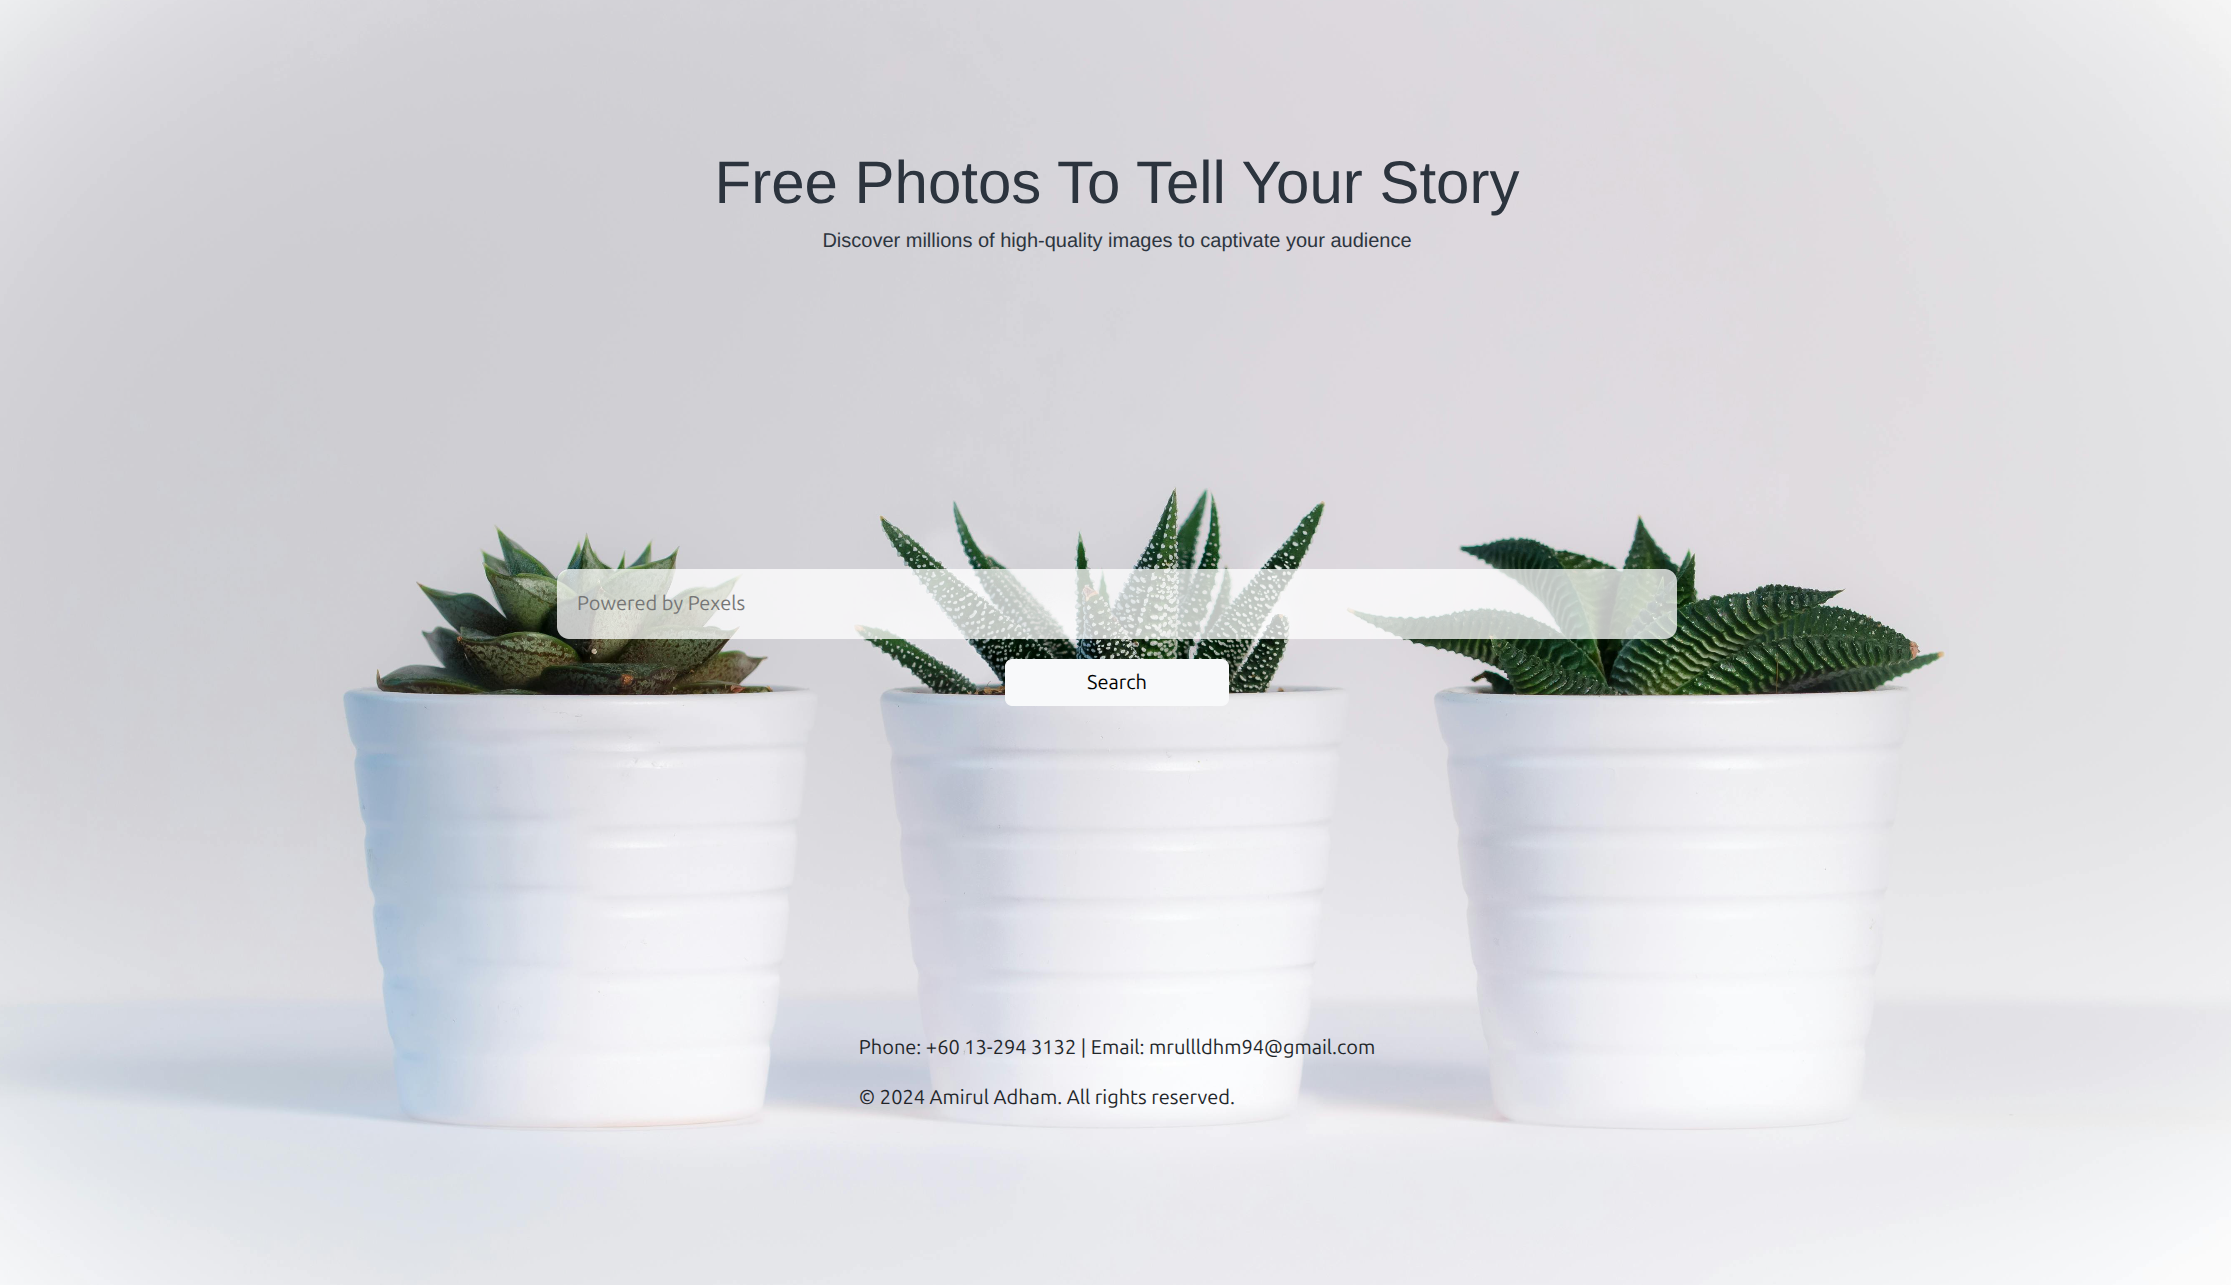 Free Photos To Tell Your Story
Discover millions of high-quality images to captivate your audience
Powered by Pexels
Search
Phone: +60 13-294 3132 | Email: mrullldhm94@gmail.com
© 2024 Amirul Adham. All rights reserved.